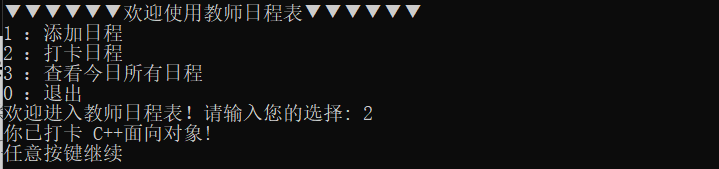 ▼▼▼▼▼▼欢迎使用教师日程表▼▼▼▼▼▼
1 : 添加日程
2 : 打卡日程
3 : 查看今日所有日程
0 : 退出
欢迎进入教师日程表! 请输入您的选择: 2
你已打卡 C++面向对象!
任意按键继续